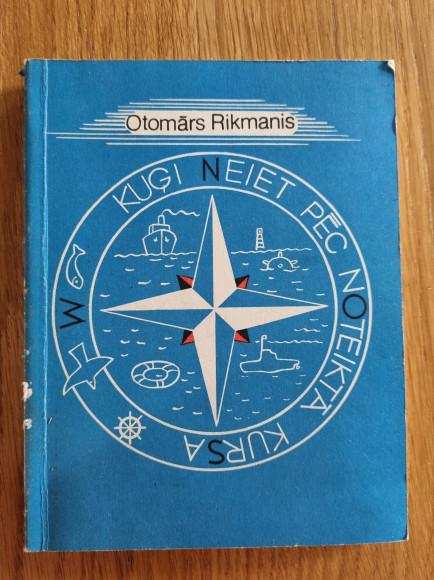 Otomārs Rikmanis
KUĢI NEIET PĒC NOTEIKTA KURSA
W